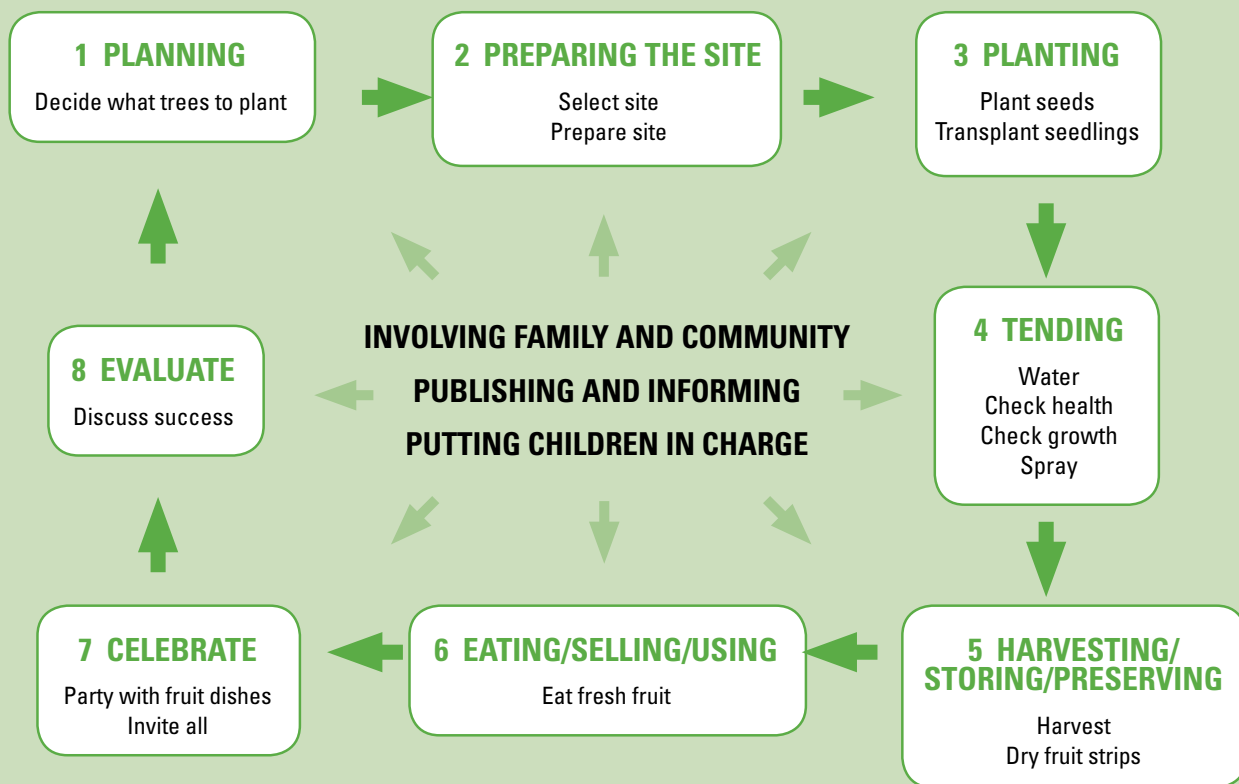 1 PLANNING
Decide what trees to plant
2 PREPARING THE SITE
Select site
Prepare site
3 PLANTING
Plant seeds
Transplant seedlings
4 TENDING
Water
Check health
Check growth
Spray
5 HARVESTING/
STORING/PRESERVING
Harvest
Dry fruit strips
6 EATING/SELLING/USING
Eat fresh fruit
7 CELEBRATE
Party with fruit dishes
Invite all
8 EVALUATE
Discuss success
INVOLVING FAMILY AND COMMUNITY
PUBLISHING AND INFORMING
PUTTING CHILDREN IN CHARGE